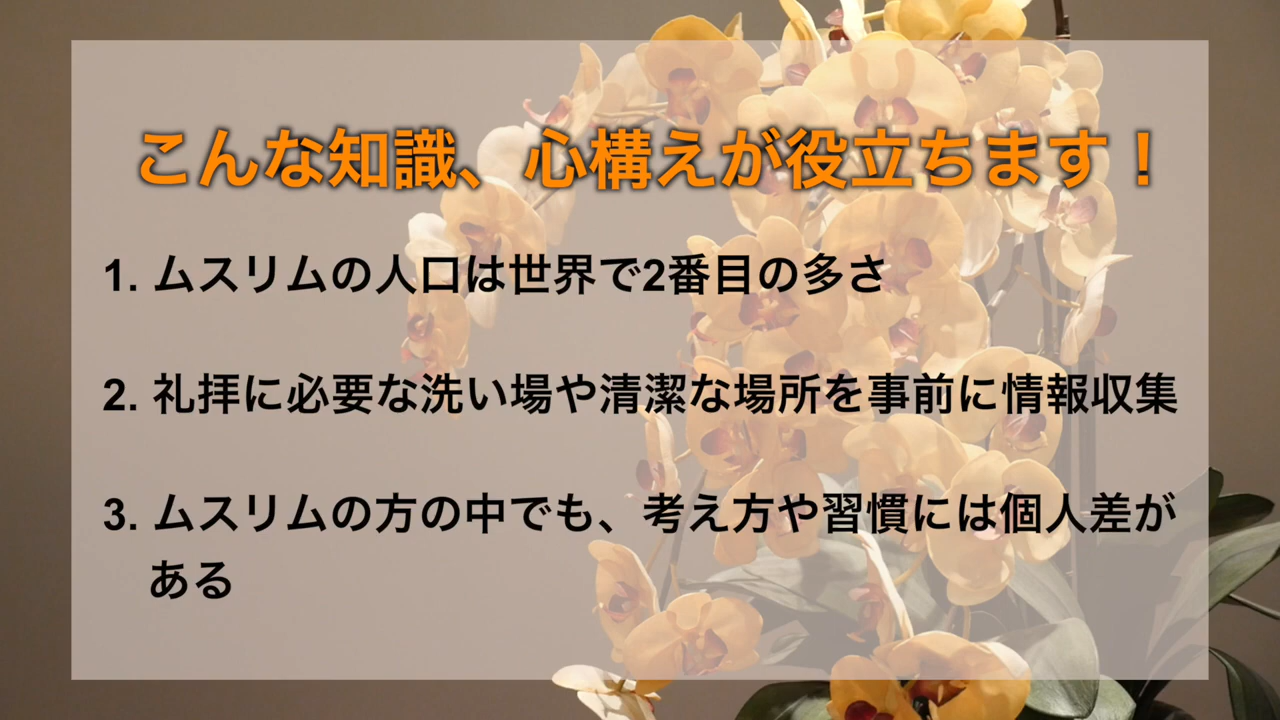 こんな知識、心構えが役立ちます！
1. ムスリムの人口は世界で2番目の多さ
2. 礼拝に必要な洗い場や清潔な場所を事前に情報収集
3. ムスリムの方の中でも、考え方や習慣には個人差が
ある